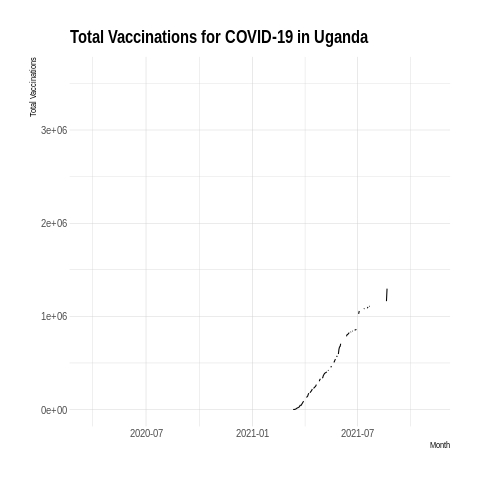 Total Vaccinations for COVID-19 in Uganda
Total Vaccinations
3e+06
2e+06
1e+06
0e+00
2020-07
2021-01
2021-07
Month